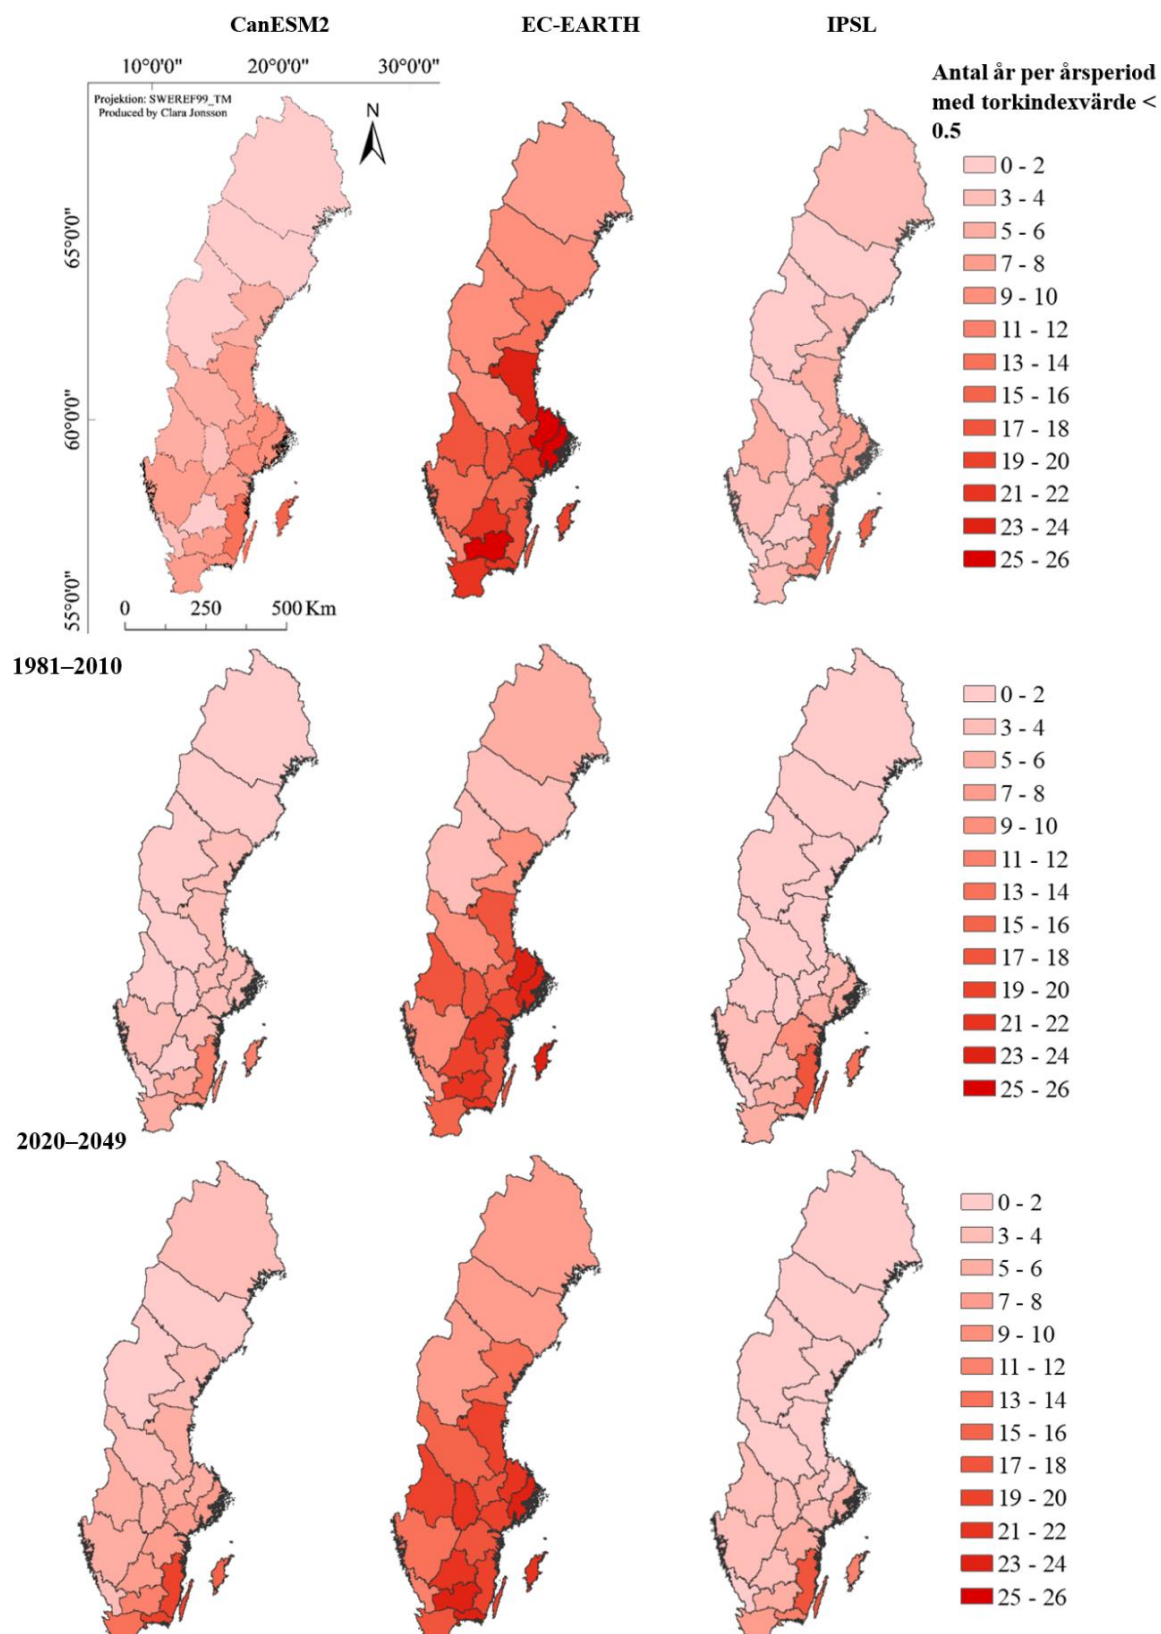 CanESM2
EC-EARTH
IPSL
10°0'0"
20°0'0"
30°0'0"
Projektion: SWEREF99_TM
Produced by Clara Jonsson
N
65°0'0"
60°0'0"
55°0'0"
0 250 500 Km
Antal år per årsperiod
med torkindexvärde <
0.5
0 - 2
3 - 4
5 - 6
7 - 8
9 - 10
11 - 12
13 - 14
15 - 16
17 - 18
19 - 20
21 - 22
23 - 24
25 - 26
1981–2010
0 - 2
3 - 4
5 - 6
7 - 8
9 - 10
11 - 12
13 - 14
15 - 16
17 - 18
19 - 20
21 - 22
23 - 24
25 - 26
2020–2049
0 - 2
3 - 4
5 - 6
7 - 8
9 - 10
11 - 12
13 - 14
15 - 16
17 - 18
19 - 20
21 - 22
23 - 24
25 - 26